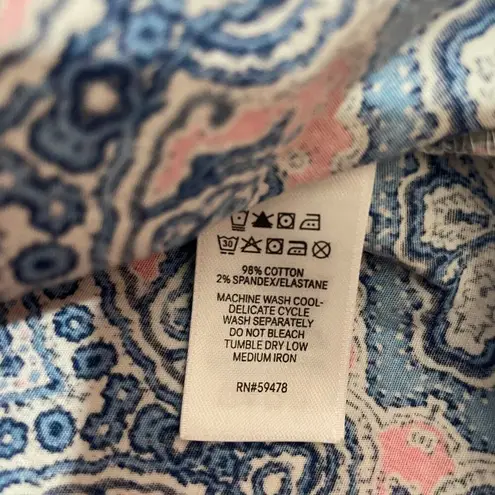 30
98% COTTON
2% SPANDEX/ELASTANE
MACHINE WASH COOL-
DELICATE CYCLE
WASH SEPARATELY
DO NOT BLEACH
TUMBLE DRY LOW
MEDIUM IRON
RN#59478